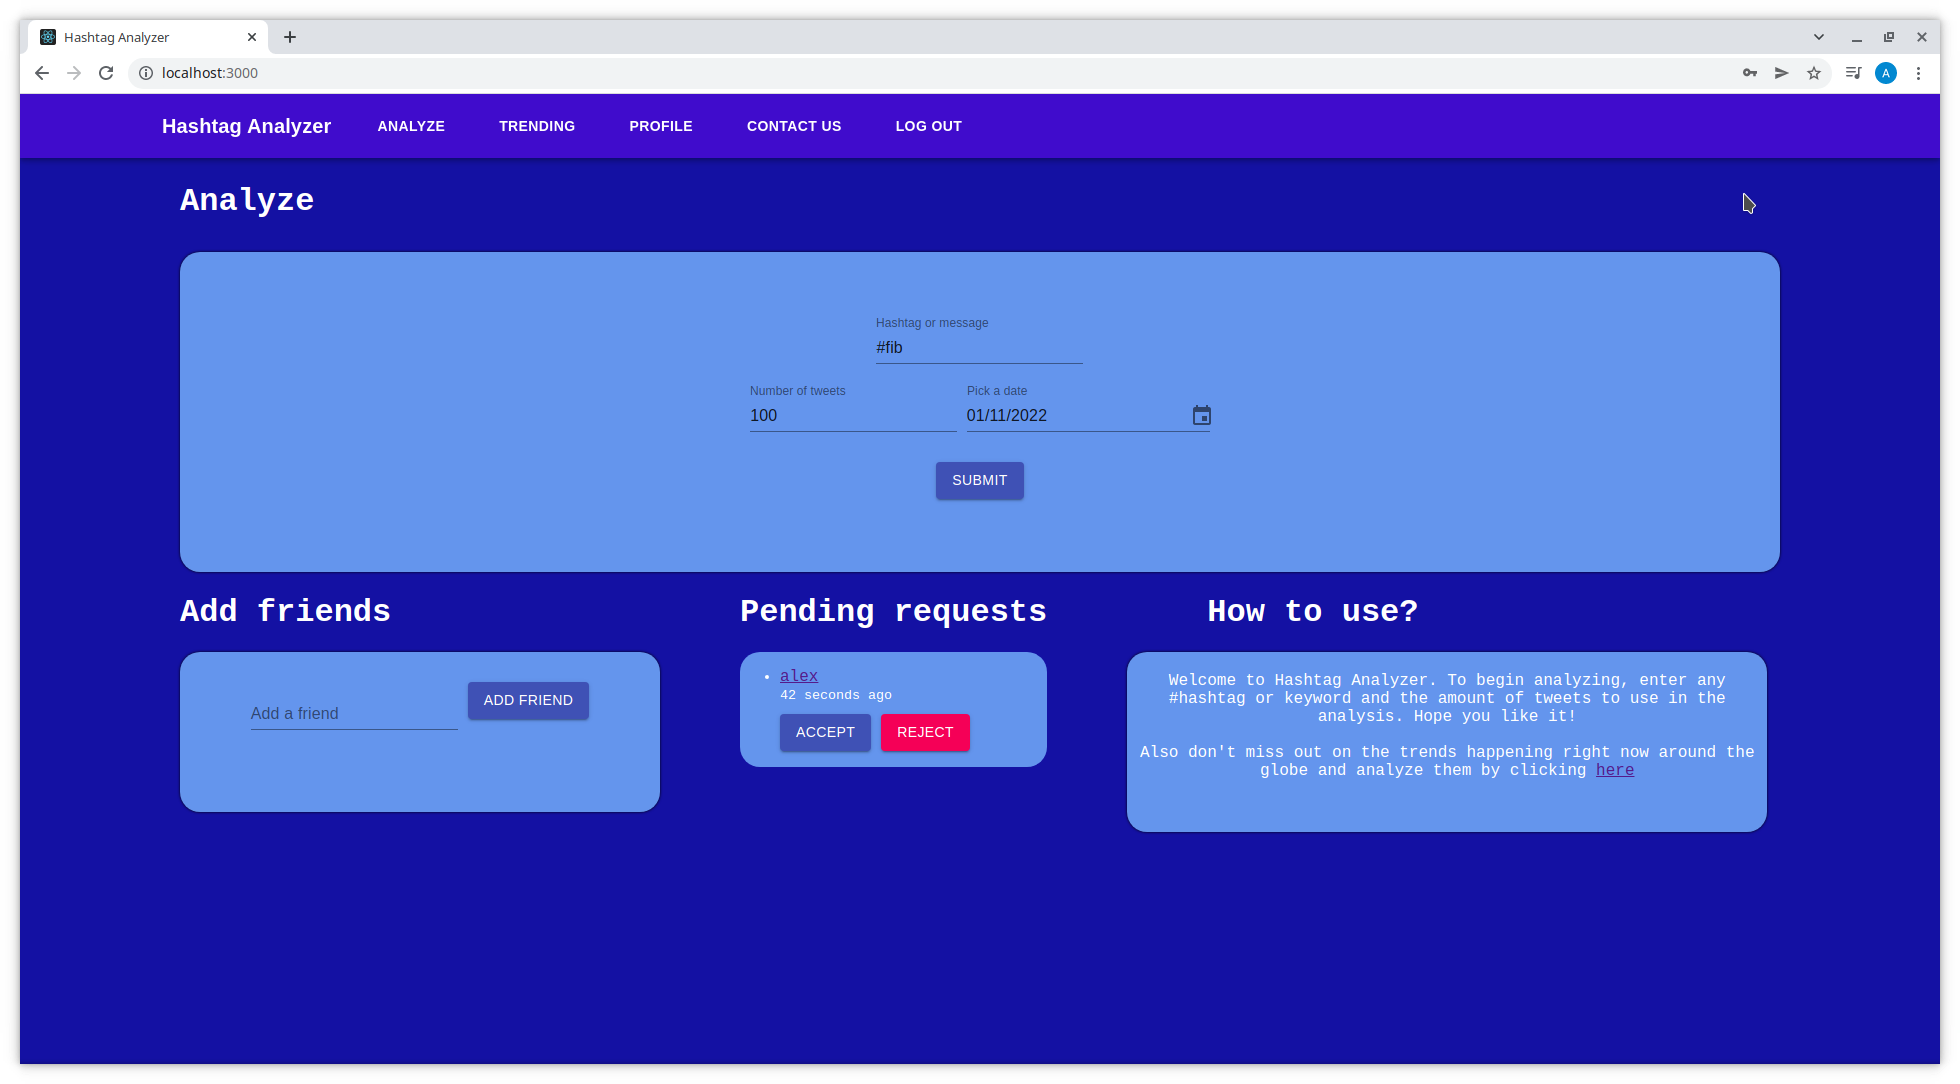 Hashtag Analyzer
localhost:3000
A
Hashtag Analyzer ANALYZE TRENDING PROFILE CONTACT US LOG OUT
Analyze
Hashtag or message
#fib
Number of tweets Pick a date
100 01/11/2022
SUBMIT
Add friends
Add a friend
ADD FRIEND
Pending requests
alex
42 seconds ago
ACCEPT REJECT
How to use?
Welcome to Hashtag Analyzer. To begin analyzing, enter any
#hashtag or keyword and the amount of tweets to use in the
analysis. Hope you like it!
Also don't miss out on the trends happening right now around the
globe and analyze them by clicking here